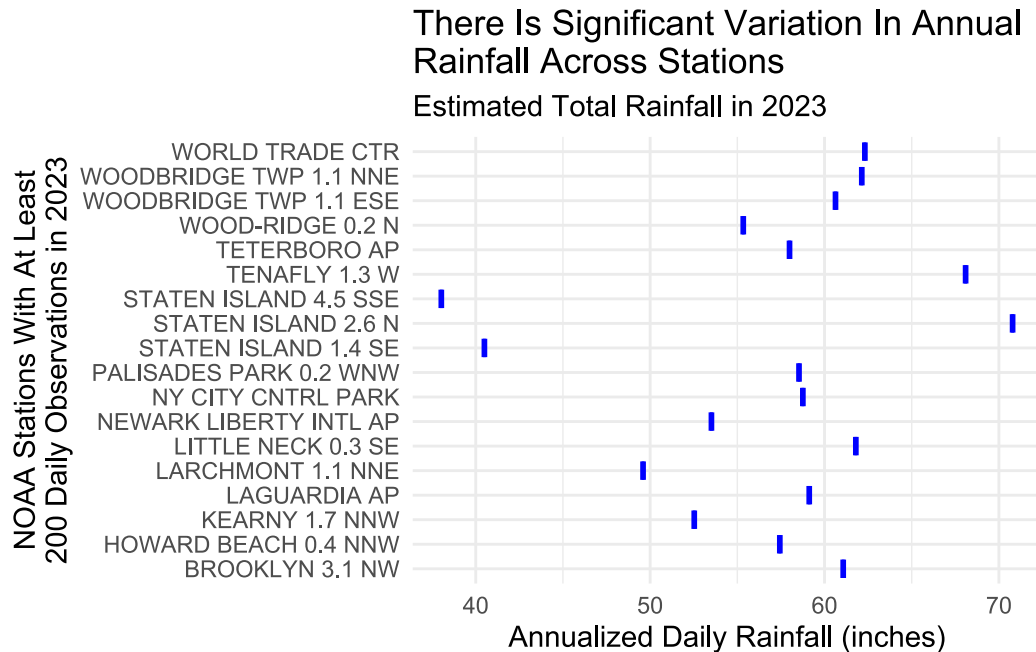 There Is Significant Variation In Annual
Rainfall Across Stations
Estimated Total Rainfall in 2023
NOAA Stations With At Least
200 Daily Observations in 2023
WORLD TRADE CTR
WOODBRIDGE TWP 1.1 NNE
WOODBRIDGE TWP 1.1 ESE
WOOD-RIDGE 0.2 N
TETERBORO AP
TENAFLY 1.3 W
STATEN ISLAND 4.5 SSE
STATEN ISLAND 2.6 N
STATEN ISLAND 1.4 SE
PALISADES PARK 0.2 WNW
NY CITY CNTRL PARK
NEWARK LIBERTY INTL AP
LITTLE NECK 0.3 SE
LARCHMONT 1.1 NNE
LAGUARDIA AP
KEARNY 1.7 NNW
HOWARD BEACH 0.4 NNW
BROOKLYN 3.1 NW
40 50 60 70
Annualized Daily Rainfall (inches)